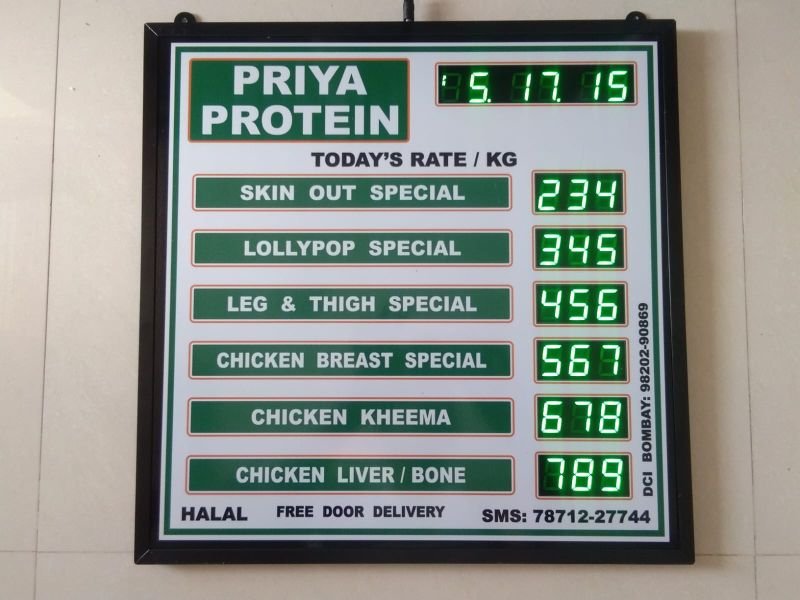 PRIYA
PROTEIN
5.17.15
TODAY'S RATE / KG
SKIN OUT SPECIAL 234
LOLLYPOP SPECIAL 345
LEG & THIGH SPECIAL 456
CHICKEN BREAST SPECIAL 567
CHICKEN KHEEMA 678
CHICKEN LIVER / BONE 789
HALAL FREE DOOR DELIVERY SMS: 78712-27744
DCI BOMBAY: 98202-90869